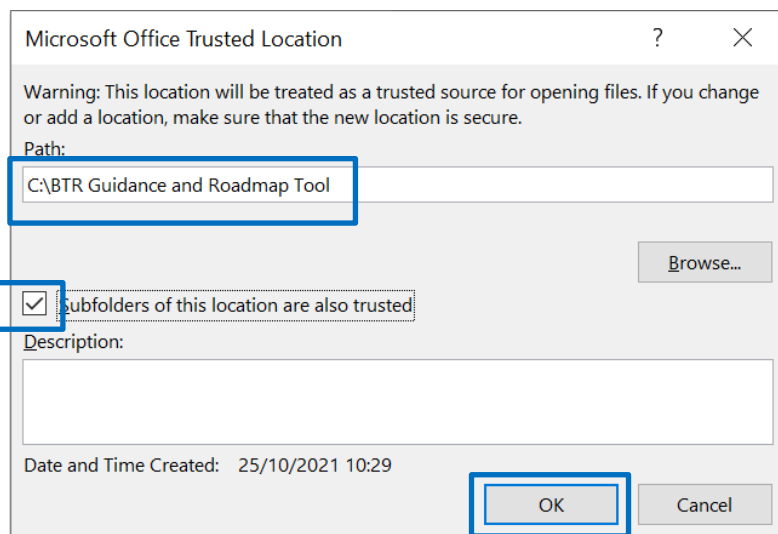 Microsoft Office Trusted Location
Warning: This location will be treated as a trusted source for opening files. If you change
or add a location, make sure that the new location is secure.
Path:
C:\BTR Guidance and Roadmap Tool
Browse...
Subfolders of this location are also trusted
Description:
Date and Time Created: 25/10/2021 10:29
OK Cancel